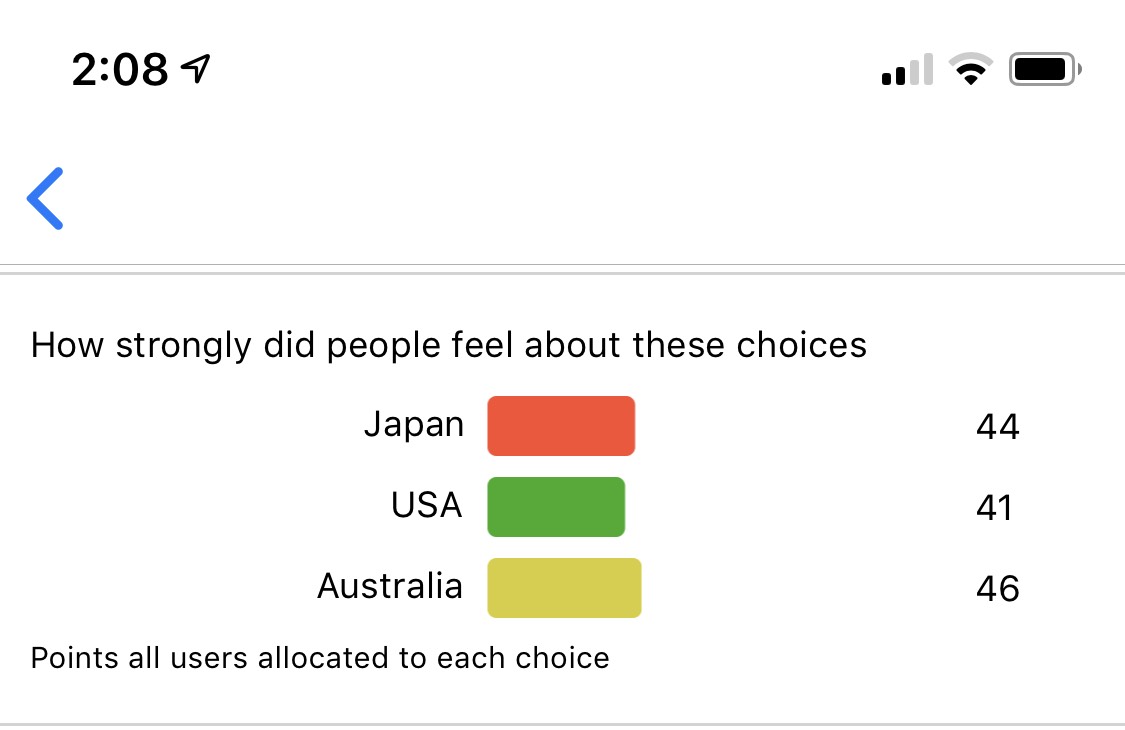 2:08
How strongly did people feel about these choices
Japan 44
USA 41
Australia 46
Points all users allocated to each choice